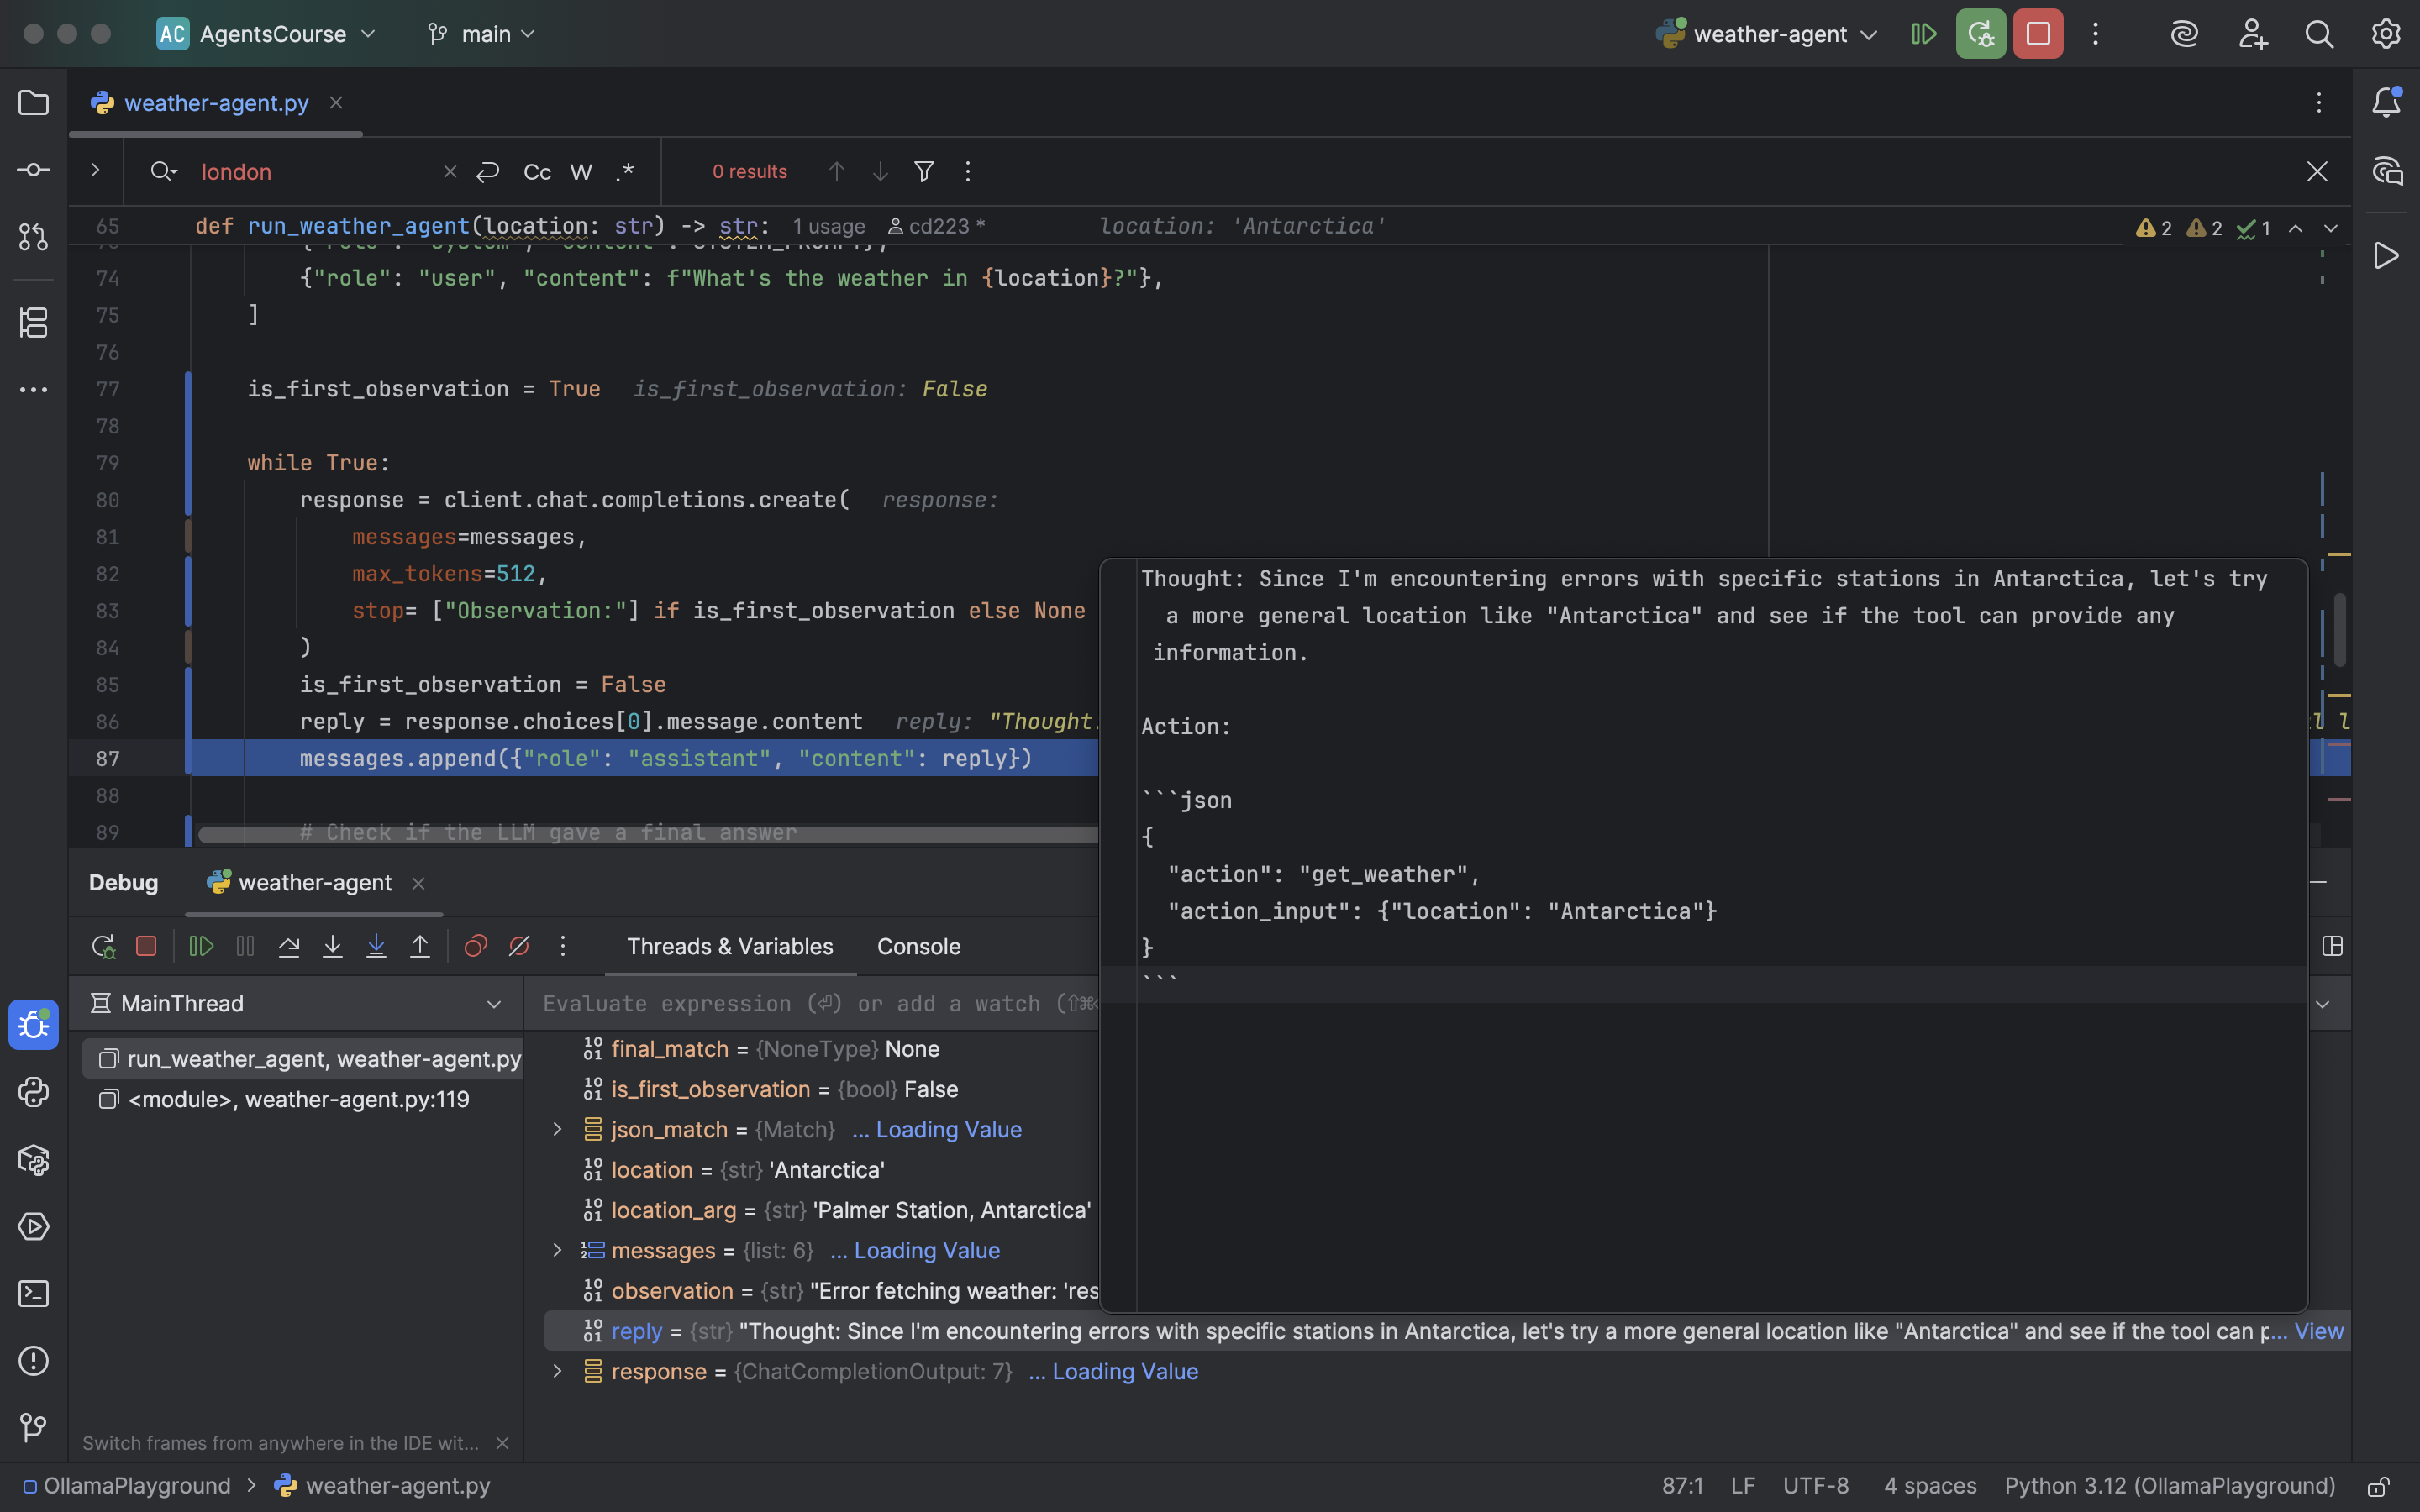 AC AgentsCourse main weather-agent
weather-agent.py
london Cc W .* 0 results
65 def run_weather_agent(location: str) -> str: 1 usage cd223 * location: 'Antarctica' 2 2 1
74 {"role": "user", "content": f"What's the weather in {location}?"},
75 ]
76
77 is_first_observation = True is_first_observation: False
78
79 while True:
80 response = client.chat.completions.create( response:
81 messages=messages,
82 max_tokens=512,
83 stop= ["Observation:"] if is_first_observation else None
84 )
85 is_first_observation = False
86 reply = response.choices[0].message.content reply: "Thought:
87 messages.append({"role": "assistant", "content": reply})
88
89 # Check if the LLM gave a final answer
Thought: Since I'm encountering errors with specific stations in Antarctica, let's try
a more general location like "Antarctica" and see if the tool can provide any
information.
Action:
```json
{
"action": "get_weather",
"action_input": {"location": "Antarctica"}
}
```
Debug weather-agent
Threads & Variables Console
MainThread
run_weather_agent, weather-agent.py
<module>, weather-agent.py:119
Switch frames from anywhere in the IDE wit...
Evaluate expression (⏎) or add a watch (⇧⌘
final_match = {NoneType} None
is_first_observation = {bool} False
json_match = {Match} ... Loading Value
location = {str} 'Antarctica'
location_arg = {str} 'Palmer Station, Antarctica'
messages = {list: 6} ... Loading Value
observation = {str} "Error fetching weather: 'res
reply = {str} "Thought: Since I'm encountering errors with specific stations in Antarctica, let's try a more general location like "Antarctica" and see if the tool can p... View
response = {ChatCompletionOutput: 7} ... Loading Value
OllamaPlayground > weather-agent.py 87:1 LF UTF-8 4 spaces Python 3.12 (OllamaPlayground)